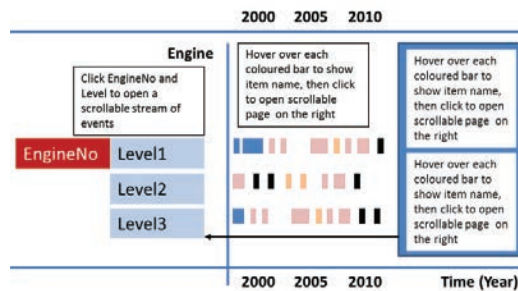 2000 2005 2010
Engine
Click EngineNo and
Level to open a
scrollable stream of
events
Hover over each
coloured bar to show
item name, then click
to open scrollable
page on the right
Hover over each
coloured bar to
show item name,
then click to open
scrollable page on
the right
EngineNo
Level1
Level2
Level3
Hover over each
coloured bar to
show item name,
then click to open
scrollable page on
the right
2000 2005 2010 Time (Year)